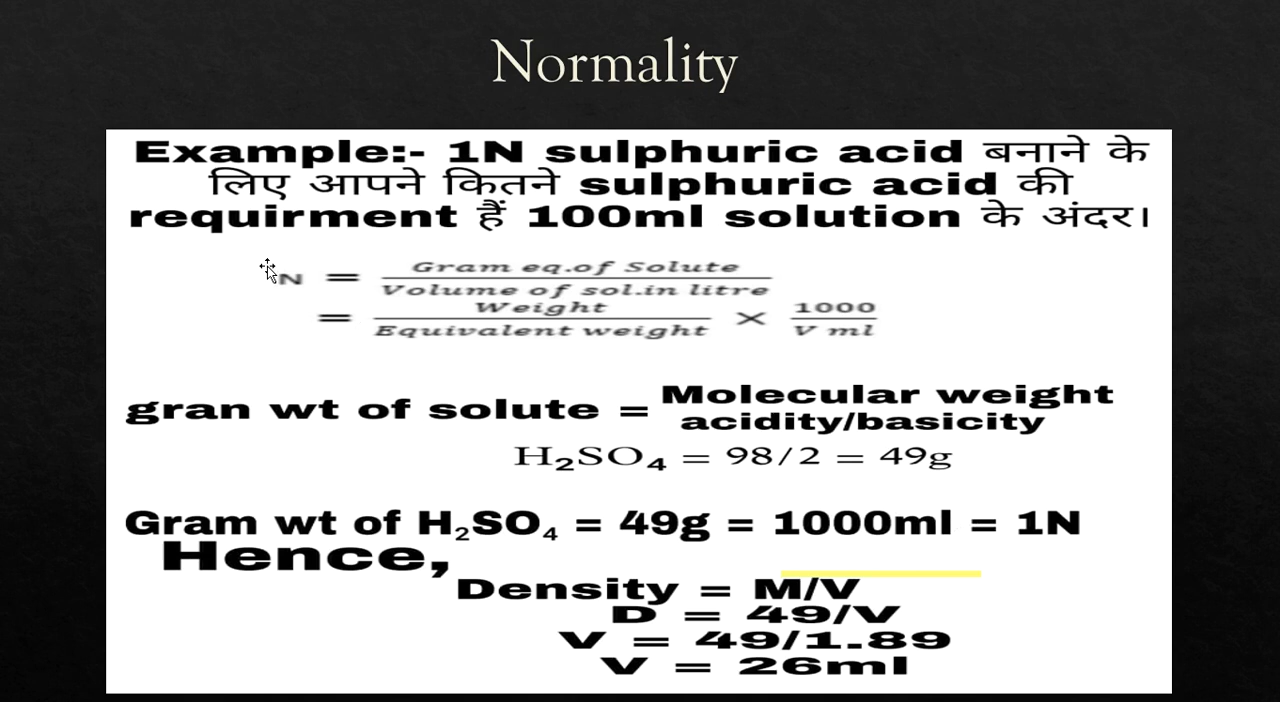 Normality
Example:- 1N sulphuric acid बनाने के
लिए आपने कितने sulphuric acid की
requirment हैं 100ml solution के अंदर।
N = Gram eq.of Solute / Volume of sol.in litre
= Weight / Equivalent weight × 1000 / V ml
gran wt of solute = Molecular weight / acidity/basicity
H₂SO₄ = 98/2 = 49g
Gram wt of H₂SO₄ = 49g = 1000ml = 1N
Hence,
Density = M/V
D = 49/V
V = 49/1.89
V = 26ml